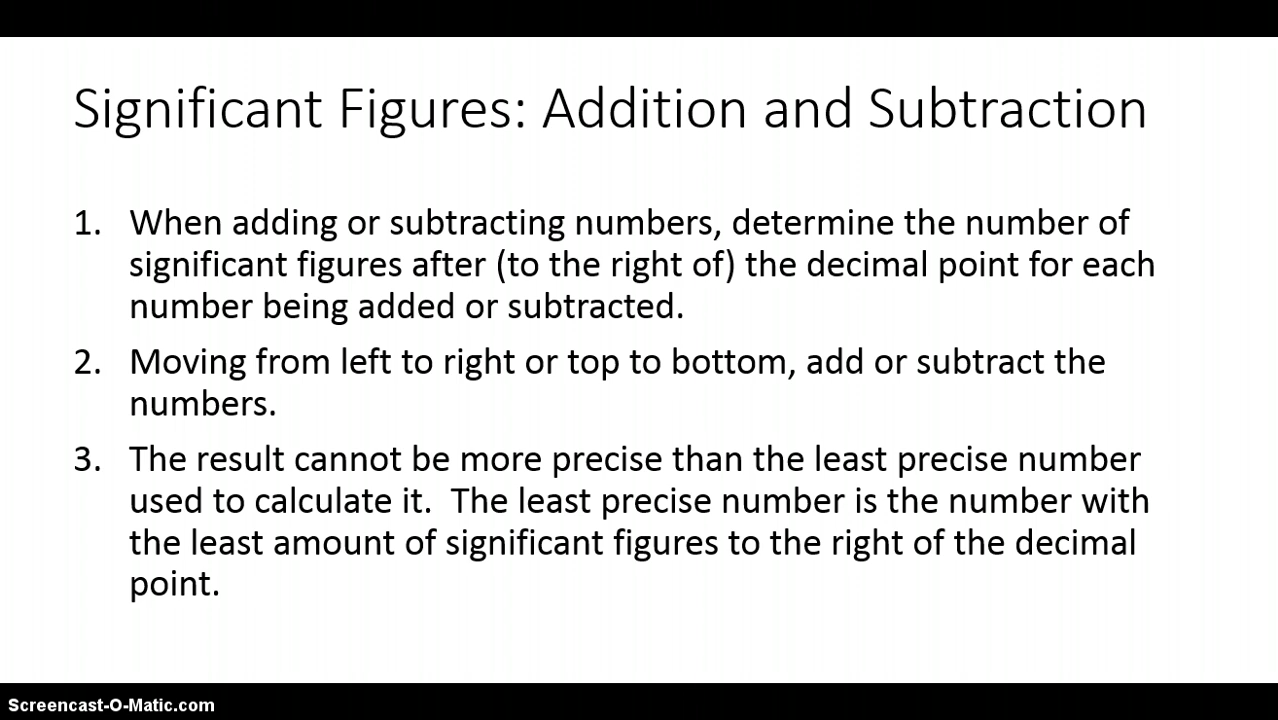 Significant Figures: Addition and Subtraction
1. When adding or subtracting numbers, determine the number of
significant figures after (to the right of) the decimal point for each
number being added or subtracted.
2. Moving from left to right or top to bottom, add or subtract the
numbers.
3. The result cannot be more precise than the least precise number
used to calculate it.  The least precise number is the number with
the least amount of significant figures to the right of the decimal
point.
Screencast-O-Matic.com